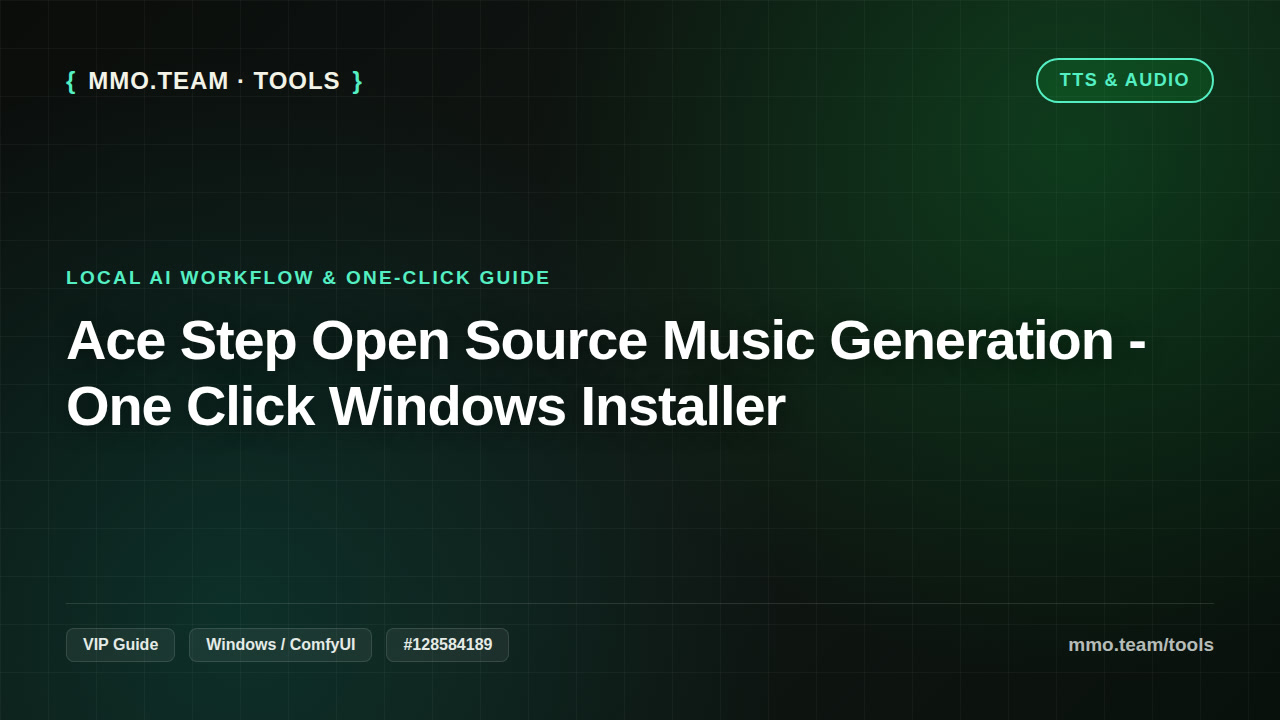 { MMO.TEAM · TOOLS }
TTS & AUDIO
LOCAL AI WORKFLOW & ONE-CLICK GUIDE
Ace Step Open Source Music Generation -
One Click Windows Installer
VIP Guide
Windows / ComfyUI
#128584189
mmo.team/tools